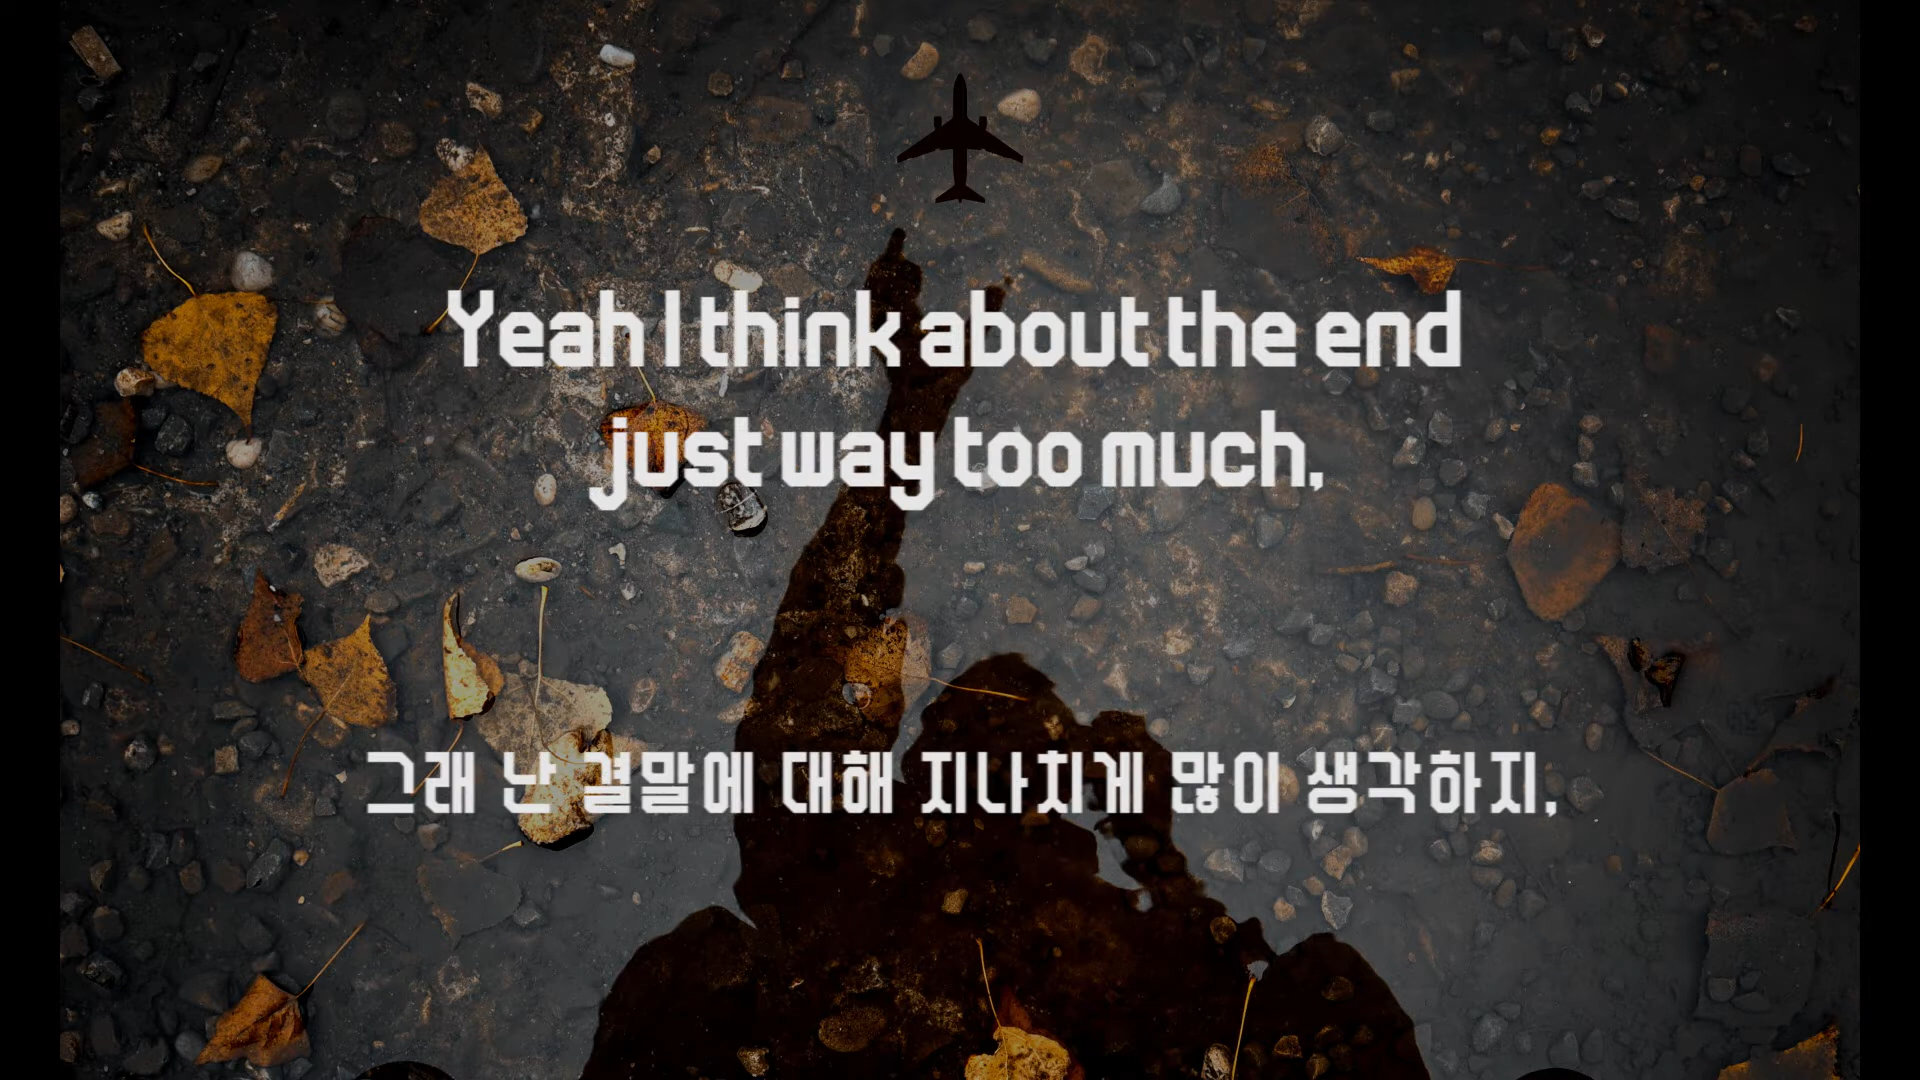 Yeah I think about the end
just way too much,
그래 난 결말에 대해 지나치게 많이 생각하지,